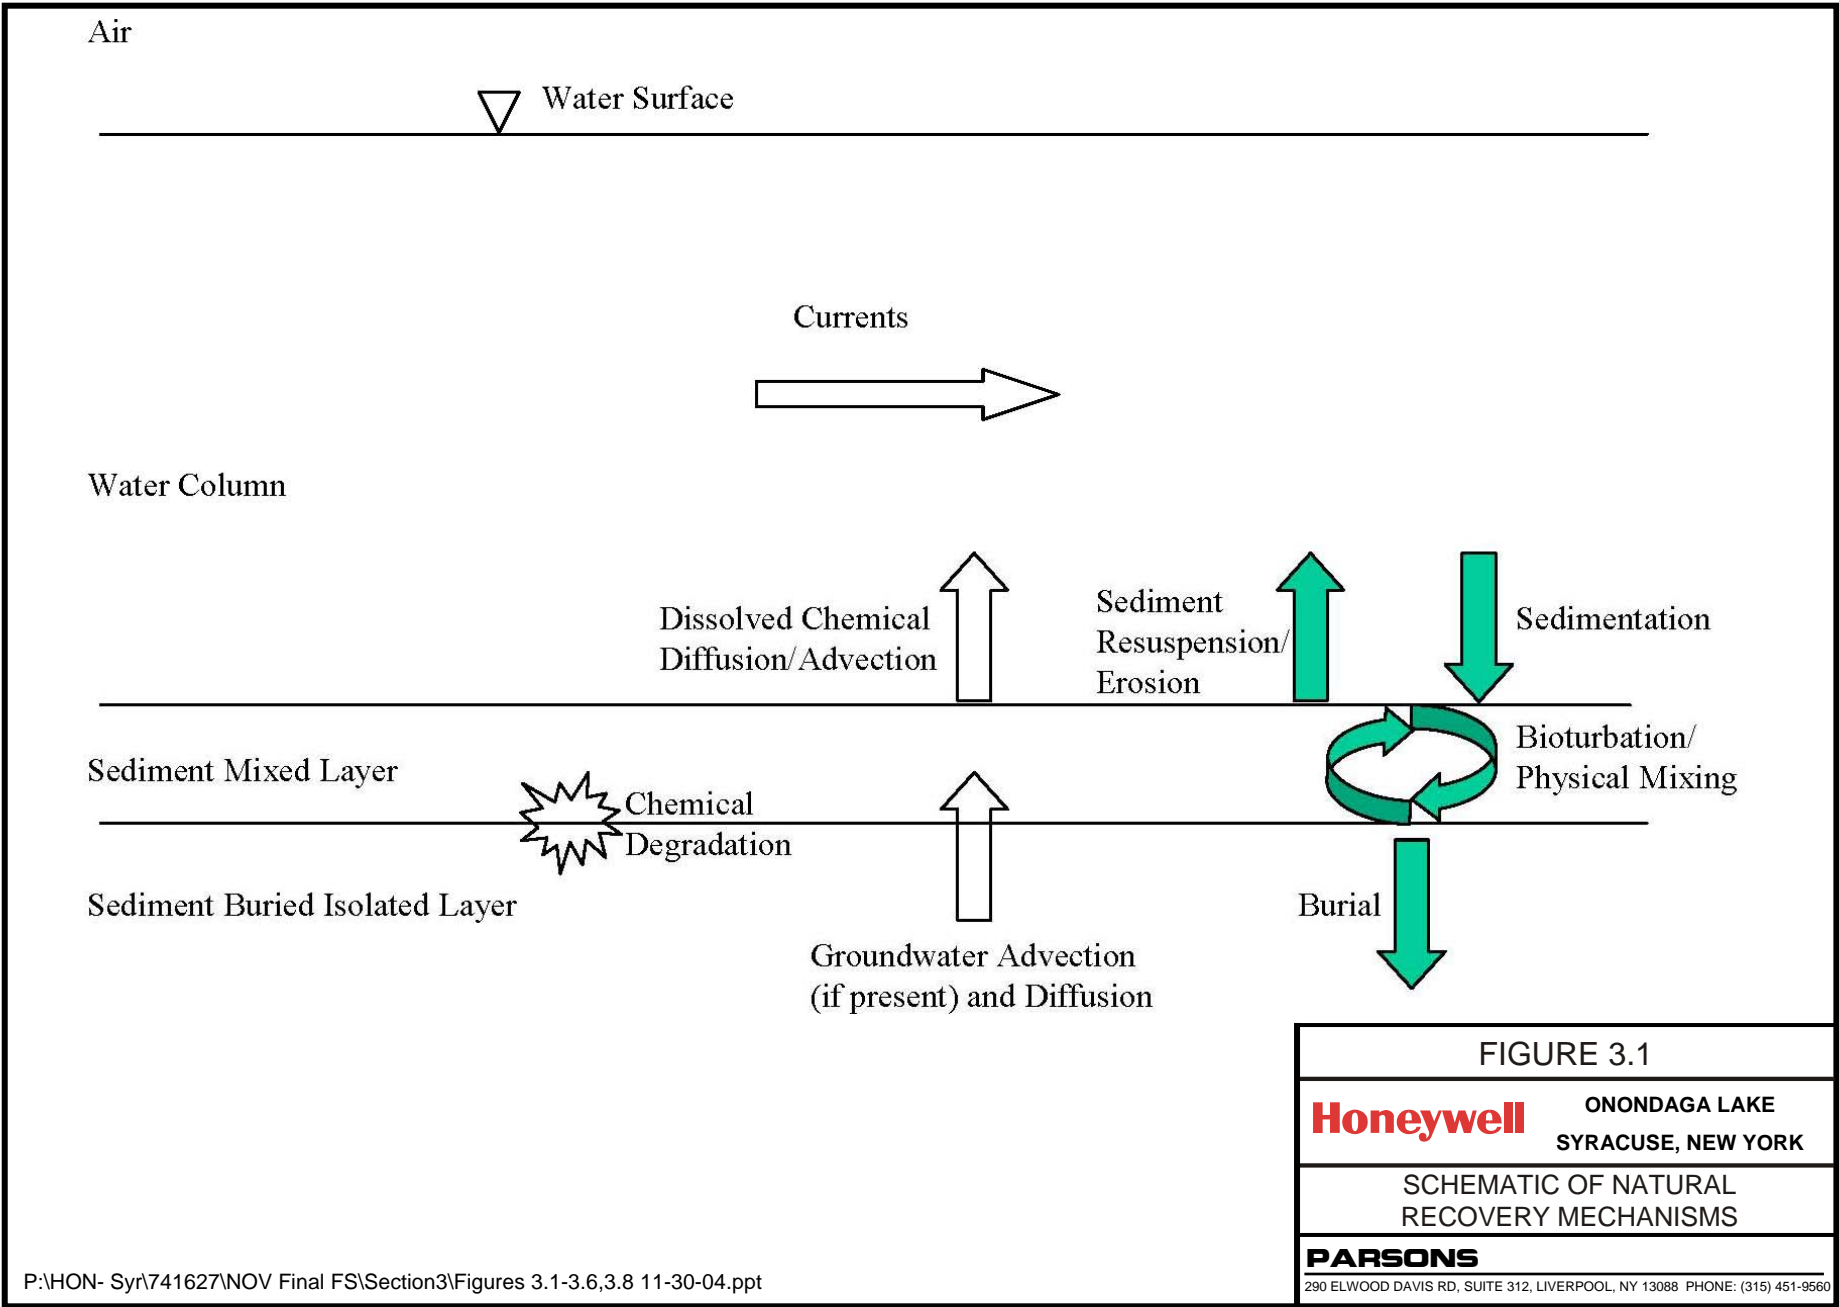 Air
Water Surface
Currents
Water Column
Dissolved Chemical
Diffusion/Advection
Sediment
Resuspension/
Erosion
Sedimentation
Sediment Mixed Layer
Chemical
Degradation
Bioturbation/
Physical Mixing
Sediment Buried Isolated Layer
Burial
Groundwater Advection
(if present) and Diffusion
FIGURE 3.1
Honeywell
ONONDAGA LAKE
SYRACUSE, NEW YORK
SCHEMATIC OF NATURAL
RECOVERY MECHANISMS
PARSONS
290 ELWOOD DAVIS RD, SUITE 312, LIVERPOOL, NY 13088 PHONE: (315) 451-9560
P:\HON- Syr\741627\NOV Final FS\Section3\Figures 3.1-3.6,3.8 11-30-04.ppt